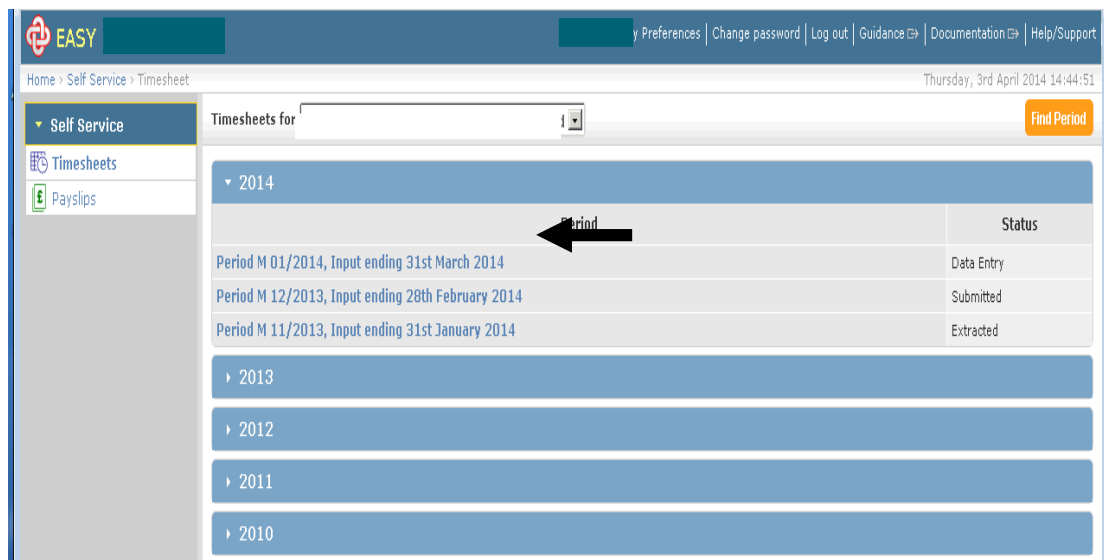 EASY
y Preferences | Change password | Log out | Guidance | Documentation | Help/Support
Home › Self Service › Timesheet
Thursday, 3rd April 2014 14:44:51
Self Service
Timesheets
Payslips
Timesheets for
Find Period
2014
Period Status
Period M 01/2014, Input ending 31st March 2014 Data Entry
Period M 12/2013, Input ending 28th February 2014 Submitted
Period M 11/2013, Input ending 31st January 2014 Extracted
2013
2012
2011
2010